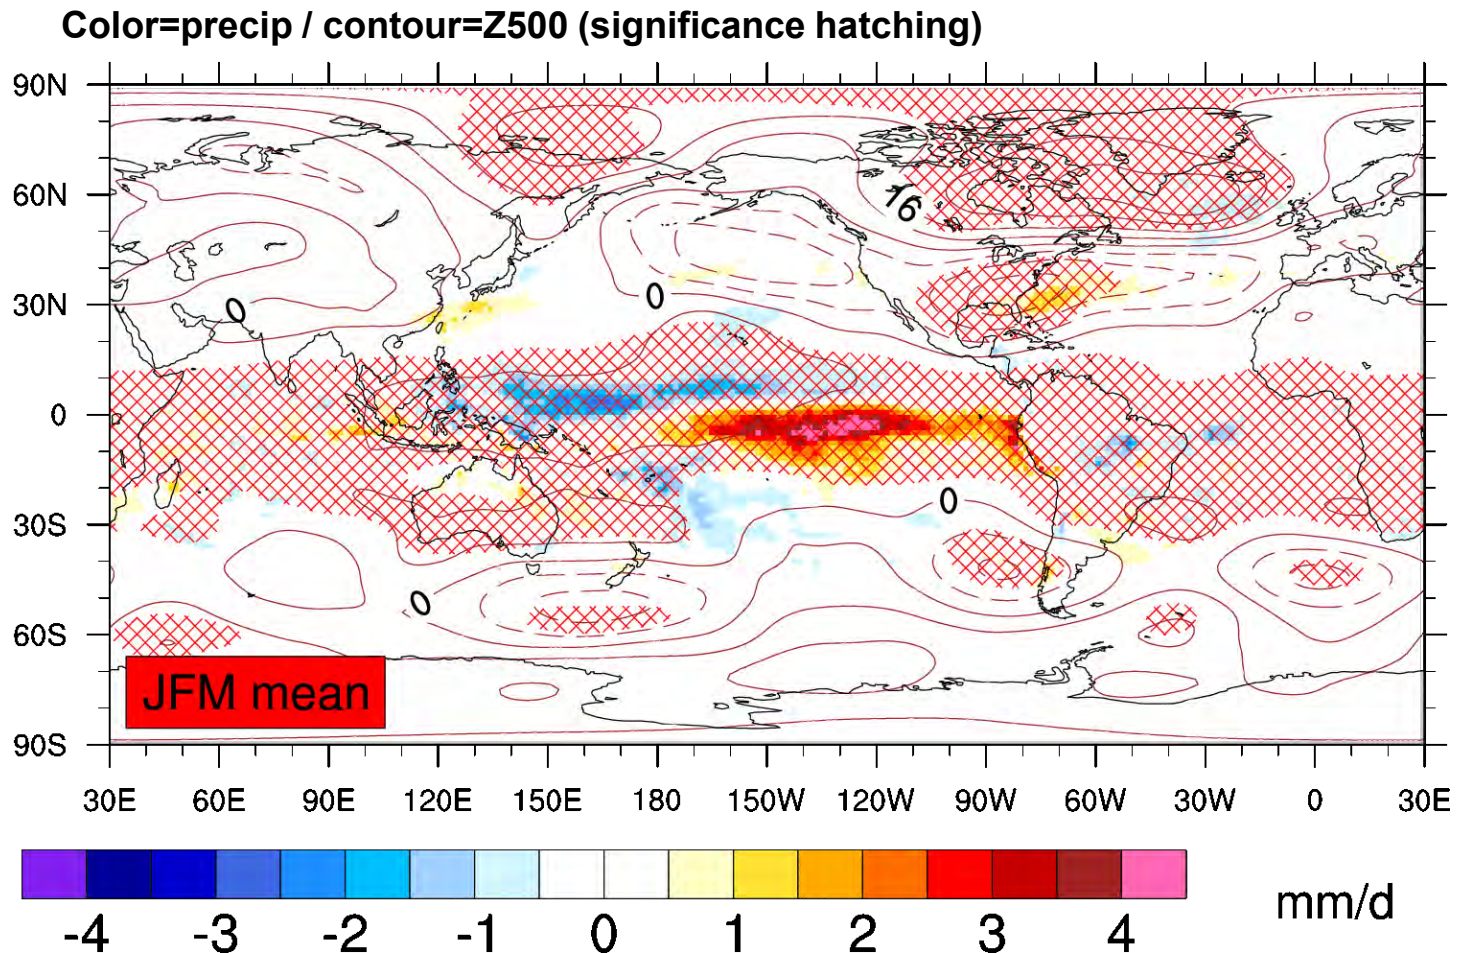 Color=precip / contour=Z500 (significance hatching)
90N
60N
16
30N
0
0
0
0
30S
0
60S
JFM mean
90S
30E 60E 90E 120E 150E 180 150W 120W 90W 60W 30W 0 30E
-4 -3 -2 -1 0 1 2 3 4
mm/d